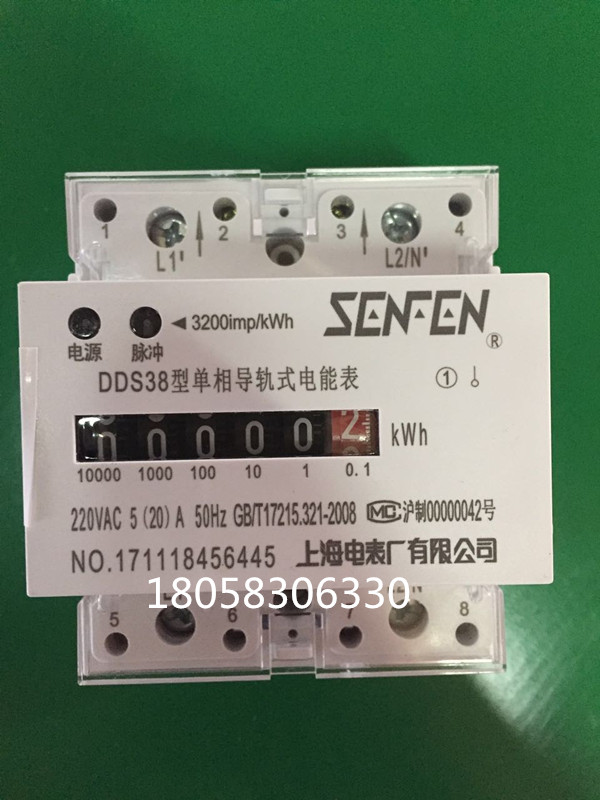 1 2 3 4
L1' L2/N'
3200imp/kWh SENFEN®
电源 脉冲
DDS38型单相导轨式电能表 ①
0 0 0 0 0 2 kWh
10000 1000 100 10 1 0.1
220VAC 5(20)A 50Hz GB/T17215.321-2008 MC 沪制00000042号
NO.171118456445 上海电表厂有限公司
18058306330
5 6 7 8